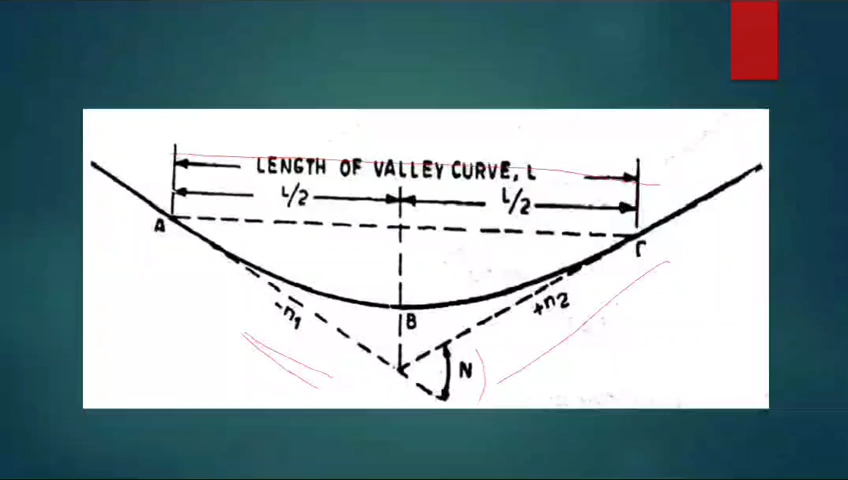 LENGTH OF VALLEY CURVE, L
L/2
L/2
A
-n1
B
+n2
N